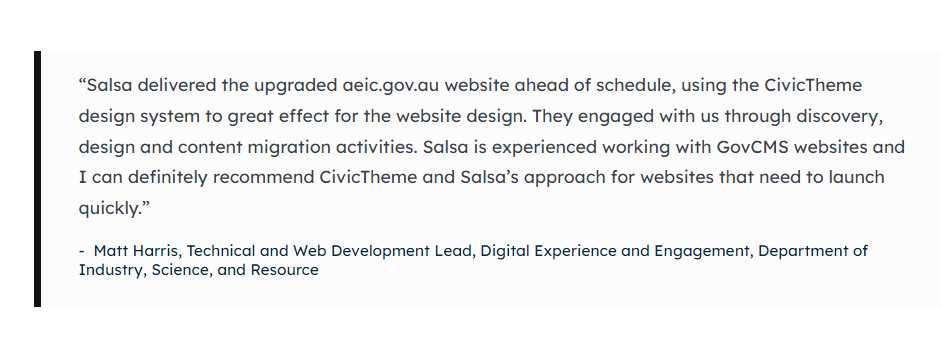 “Salsa delivered the upgraded aeic.gov.au website ahead of schedule, using the CivicTheme
design system to great effect for the website design. They engaged with us through discovery,
design and content migration activities. Salsa is experienced working with GovCMS websites and
I can definitely recommend CivicTheme and Salsa’s approach for websites that need to launch
quickly.”
- Matt Harris, Technical and Web Development Lead, Digital Experience and Engagement, Department of
Industry, Science, and Resource